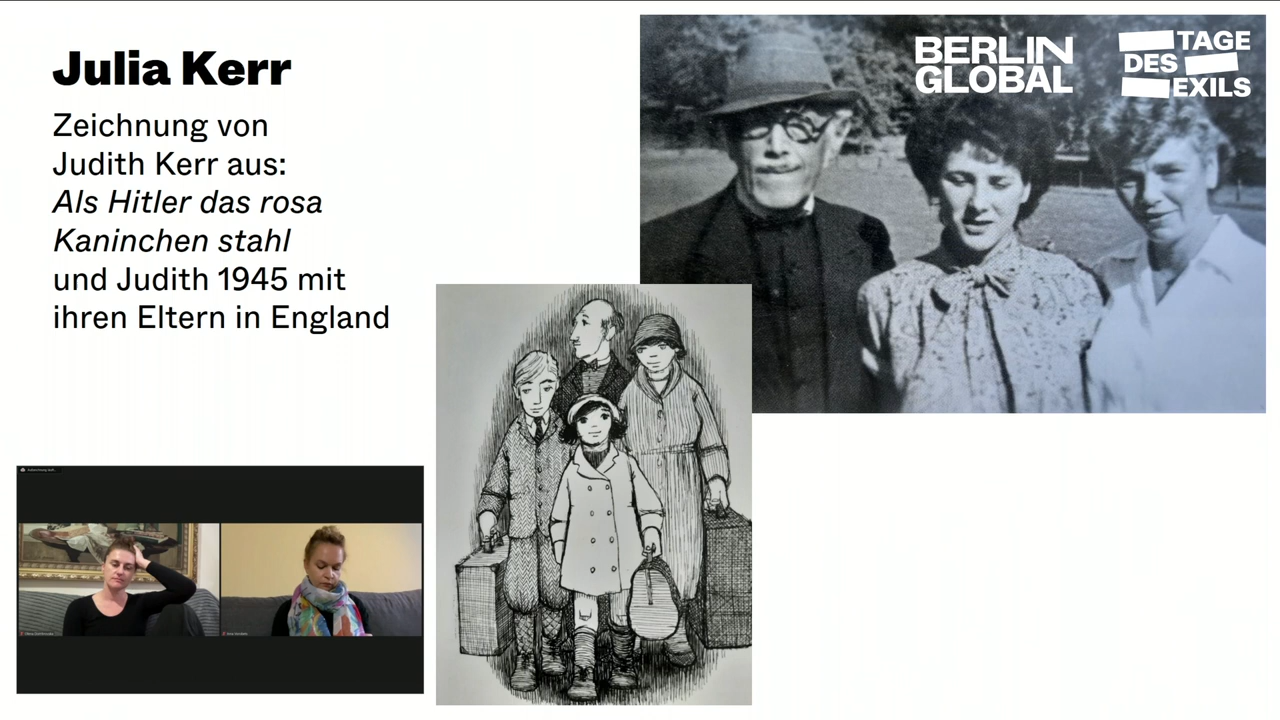 Julia Kerr
Zeichnung von
Judith Kerr aus:
Als Hitler das rosa
Kaninchen stahl
und Judith 1945 mit
ihren Eltern in England
BERLIN
GLOBAL
TAGE
DES
EXILS